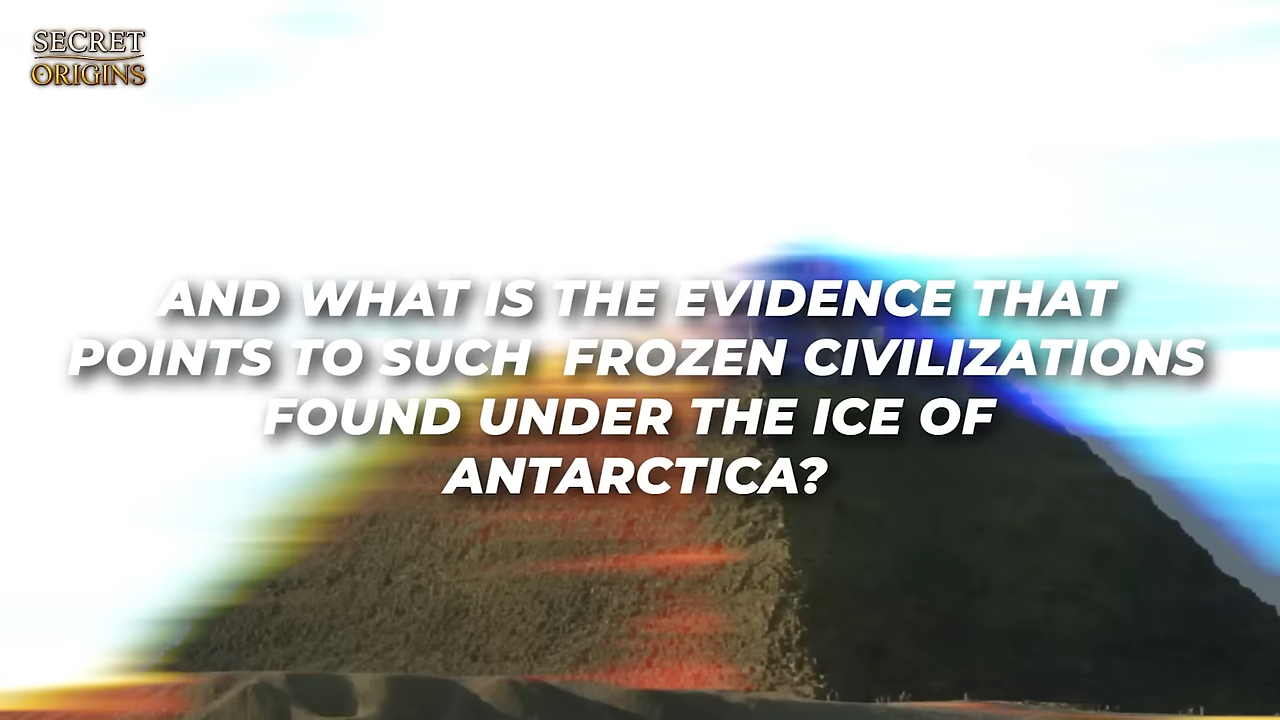 SECRET
ORIGINS
AND WHAT IS THE EVIDENCE THAT
POINTS TO SUCH  FROZEN CIVILIZATIONS
FOUND UNDER THE ICE OF
ANTARCTICA?